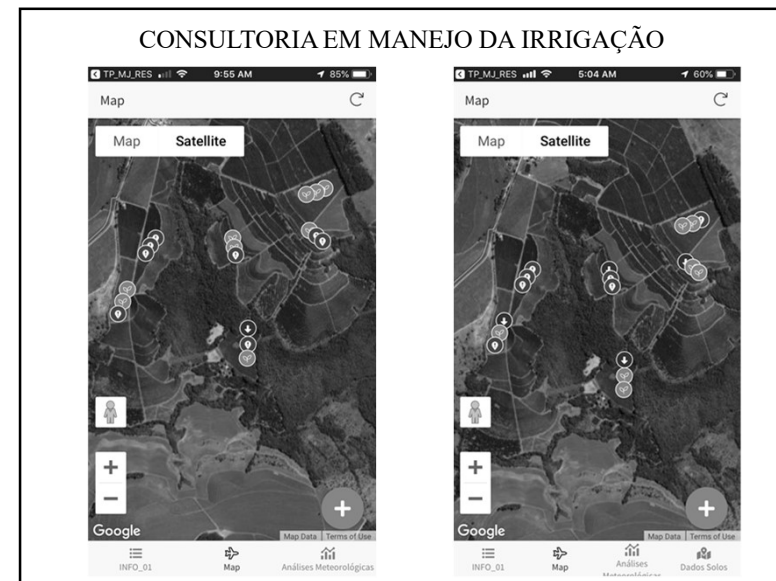 CONSULTORIA EM MANEJO DA IRRIGAÇÃO
TP_MJ_RES 9:55 AM 85%
Map
Map Satellite
+
−
+
Google
Map Data Terms of Use
INFO_01 Map Análises Meteorológicas
TP_MJ_RES 5:04 AM 60%
Map
Map Satellite
+
−
+
Google
Map Data Terms of Use
INFO_01 Map Análises Meteorológicas Dados Solos